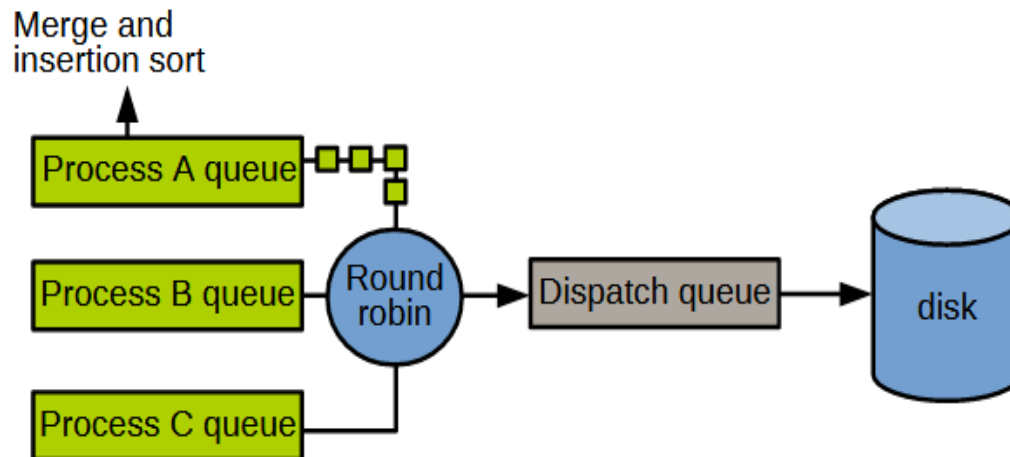 Merge and
insertion sort
Process A queue
Process B queue
Round
robin
Dispatch queue
disk
Process C queue